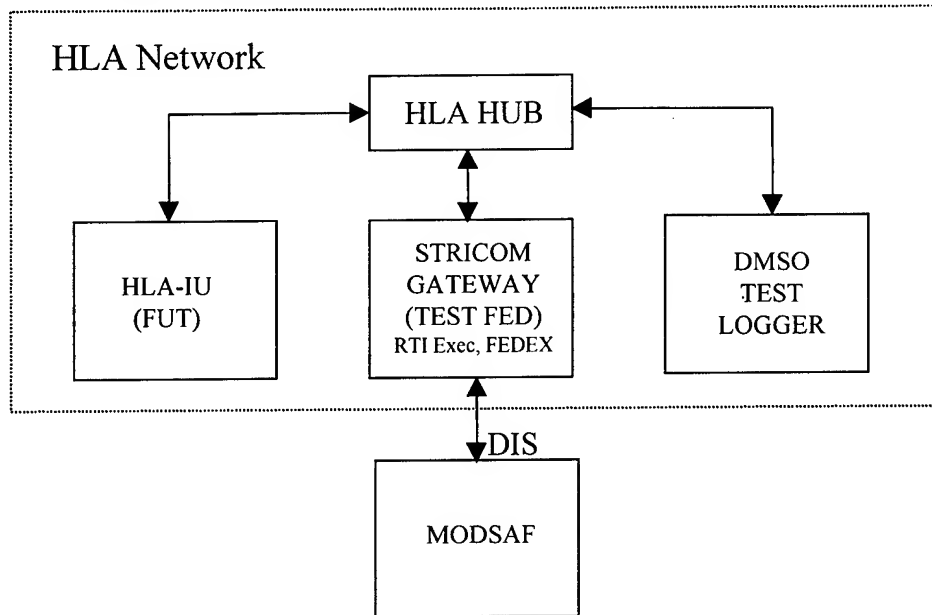 HLA Network
HLA HUB
HLA-IU
(FUT)
STRICOM
GATEWAY
(TEST FED)
RTI Exec, FEDEX
DMSO
TEST
LOGGER
DIS
MODSAF